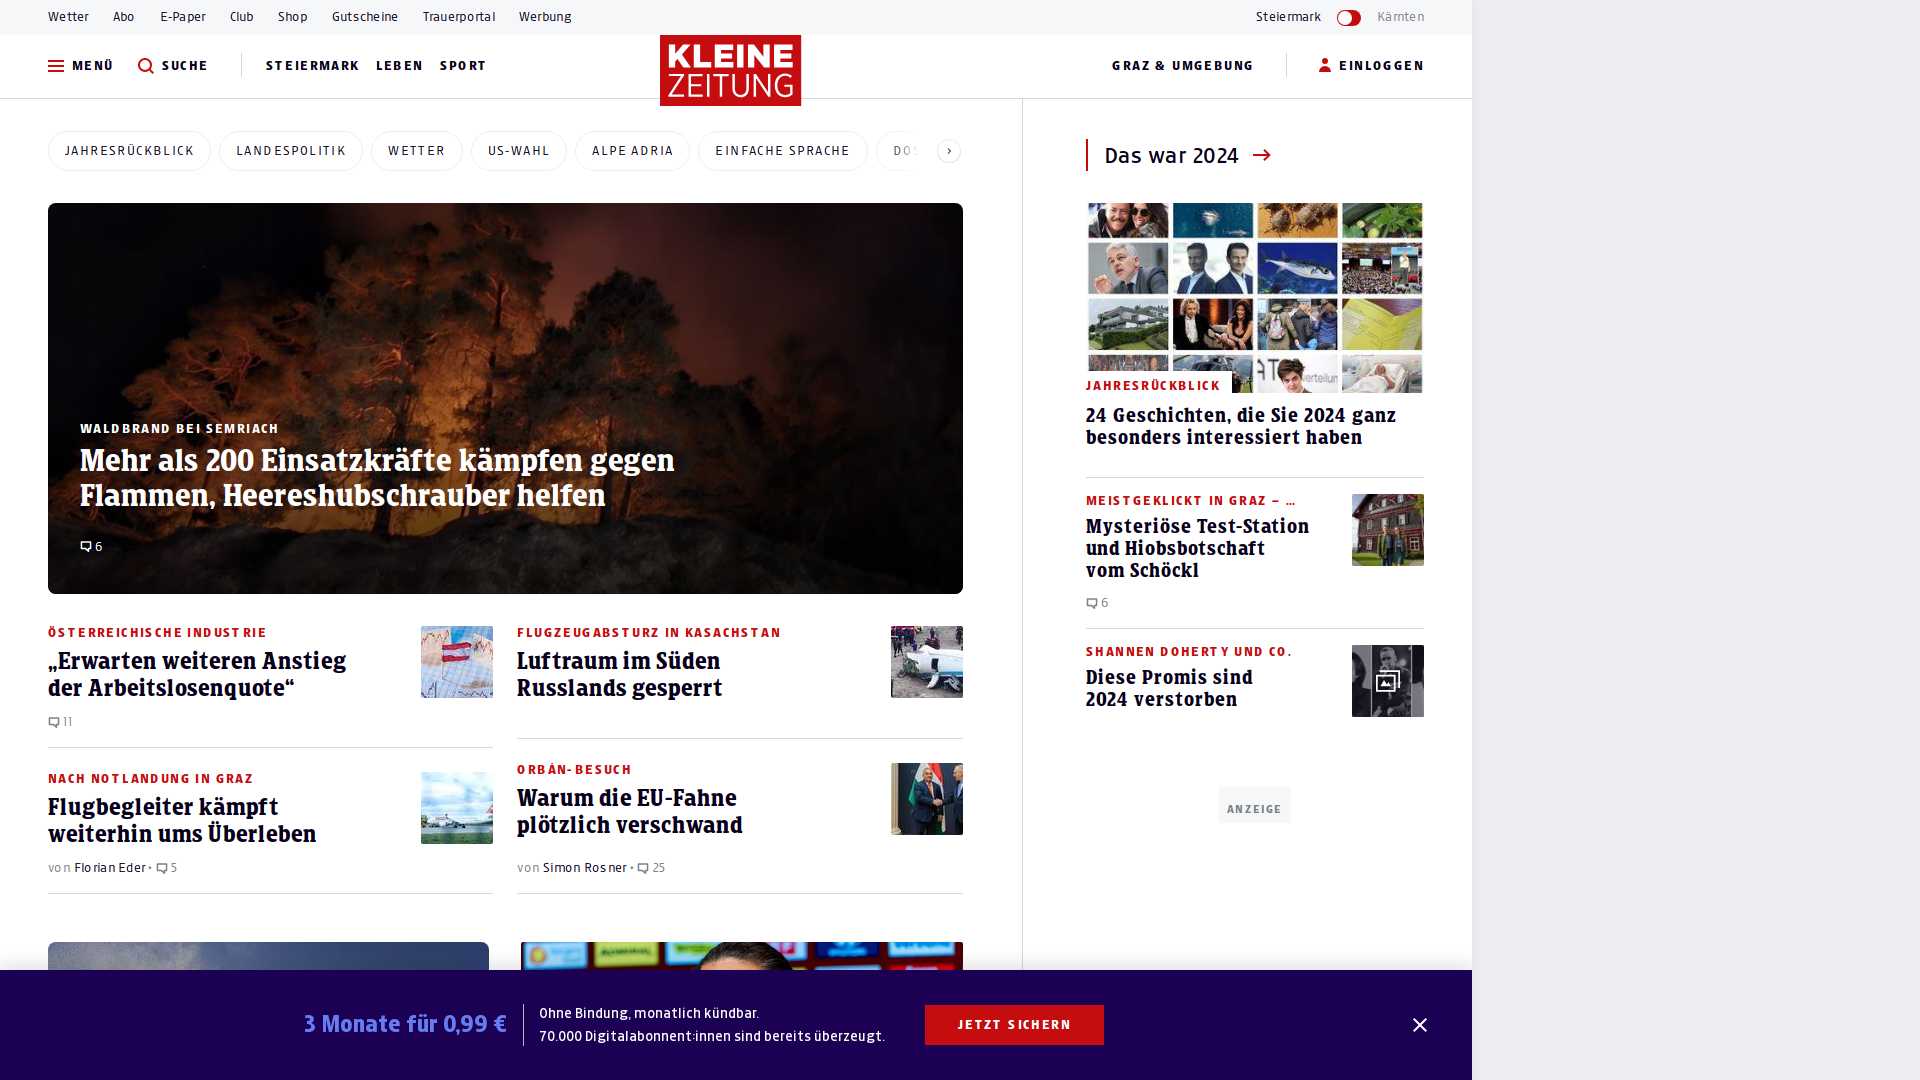 Wetter Abo E-Paper Club Shop Gutscheine Trauerportal Werbung Steiermark Kärnten
MENÜ SUCHE STEIERMARK LEBEN SPORT KLEINE ZEITUNG GRAZ & UMGEBUNG EINLOGGEN
JAHRESRÜCKBLICK LANDESPOLITIK WETTER US-WAHL ALPE ADRIA EINFACHE SPRACHE
WALDBRAND BEI SEMRIACH
Mehr als 200 Einsatzkräfte kämpfen gegen
Flammen, Heereshubschrauber helfen
6
ÖSTERREICHISCHE INDUSTRIE
„Erwarten weiteren Anstieg
der Arbeitslosenquote“
11
FLUGZEUGABSTURZ IN KASACHSTAN
Luftraum im Süden
Russlands gesperrt
NACH NOTLANDUNG IN GRAZ
Flugbegleiter kämpft
weiterhin ums Überleben
von Florian Eder • 5
ORBÁN-BESUCH
Warum die EU-Fahne
plötzlich verschwand
von Simon Rosner • 25
Das war 2024
JAHRESRÜCKBLICK
24 Geschichten, die Sie 2024 ganz
besonders interessiert haben
MEISTGEKLICKT IN GRAZ – ...
Mysteriöse Test-Station
und Hiobsbotschaft
vom Schöckl
6
SHANNEN DOHERTY UND CO.
Diese Promis sind
2024 verstorben
ANZEIGE
3 Monate für 0,99 €
Ohne Bindung, monatlich kündbar.
70.000 Digitalabonnent:innen sind bereits überzeugt.
JETZT SICHERN